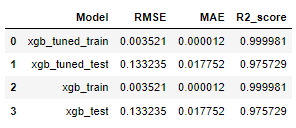 Model RMSE MAE R2_score
0 xgb_tuned_train 0.003521 0.000012 0.999981
1 xgb_tuned_test 0.133235 0.017752 0.975729
2 xgb_train 0.003521 0.000012 0.999981
3 xgb_test 0.133235 0.017752 0.975729